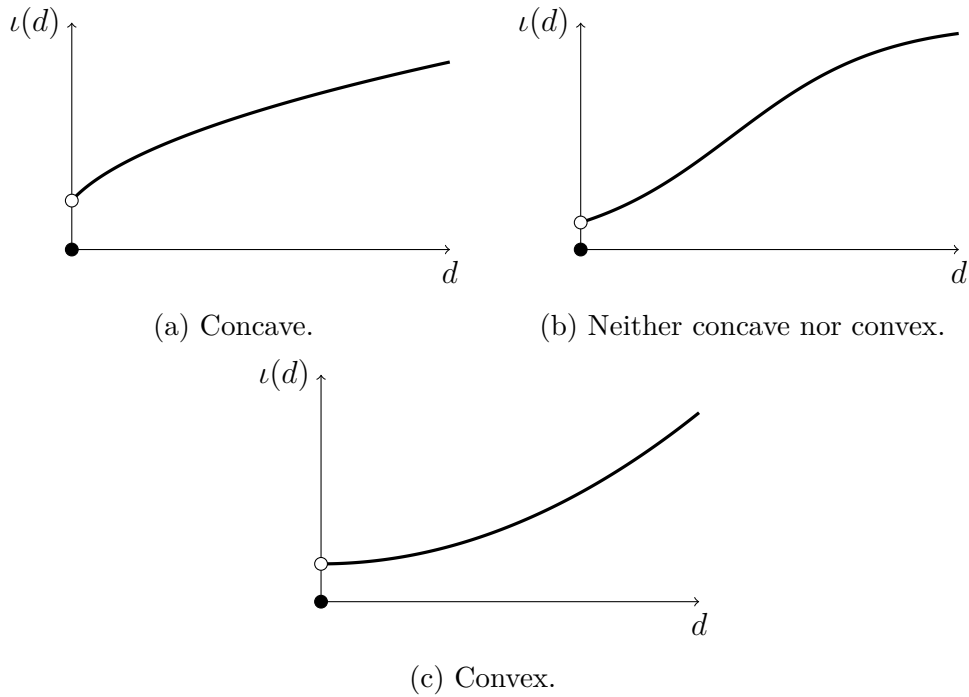 ι(d)
d
(a) Concave.
ι(d)
d
(b) Neither concave nor convex.
ι(d)
d
(c) Convex.